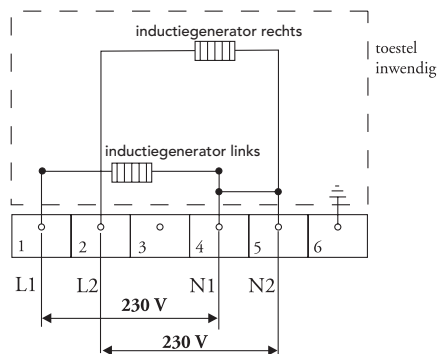 inductiegenerator rechts
toestel
inwendig
inductiegenerator links
1 2 3 4 5 6
L1 L2 N1 N2
230 V
230 V